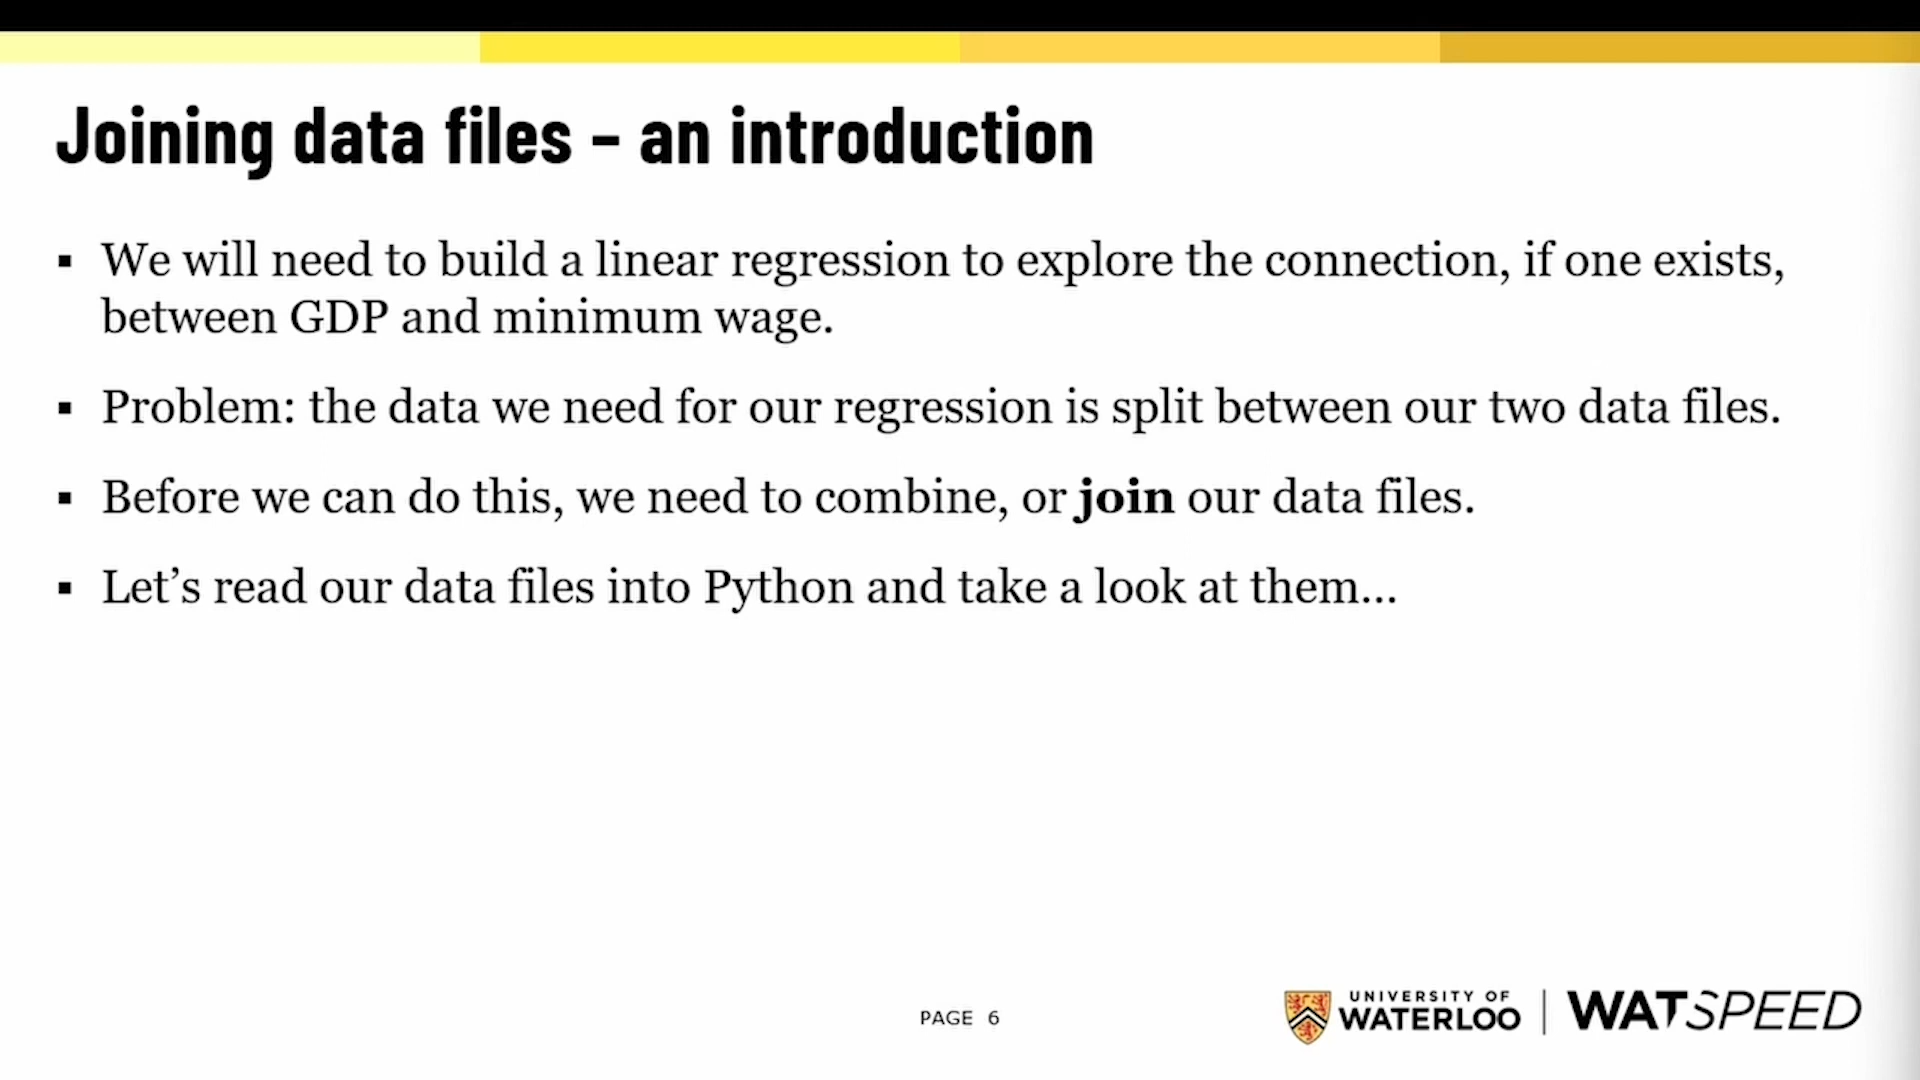 Joining data files – an introduction
▪ We will need to build a linear regression to explore the connection, if one exists,
between GDP and minimum wage.
▪ Problem: the data we need for our regression is split between our two data files.
▪ Before we can do this, we need to combine, or join our data files.
▪ Let’s read our data files into Python and take a look at them…
PAGE 6
UNIVERSITY OF
WATERLOO
WATSPEED